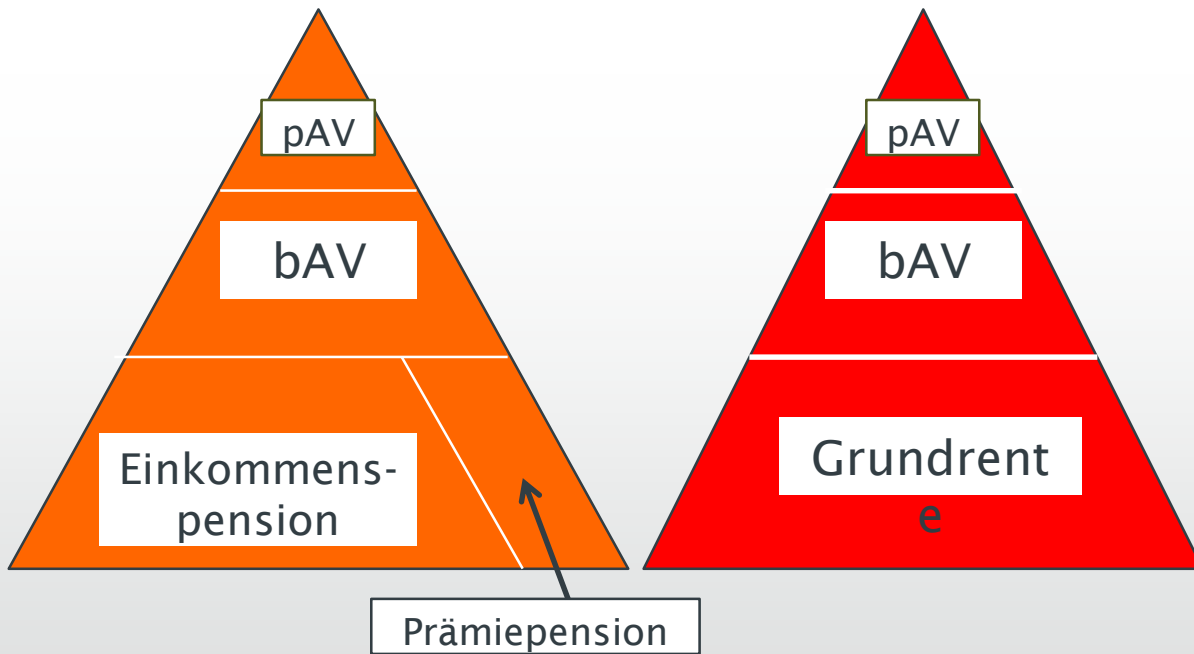 pAV
bAV
Einkommens-
pension
Prämiepension
pAV
bAV
Grundrent
e